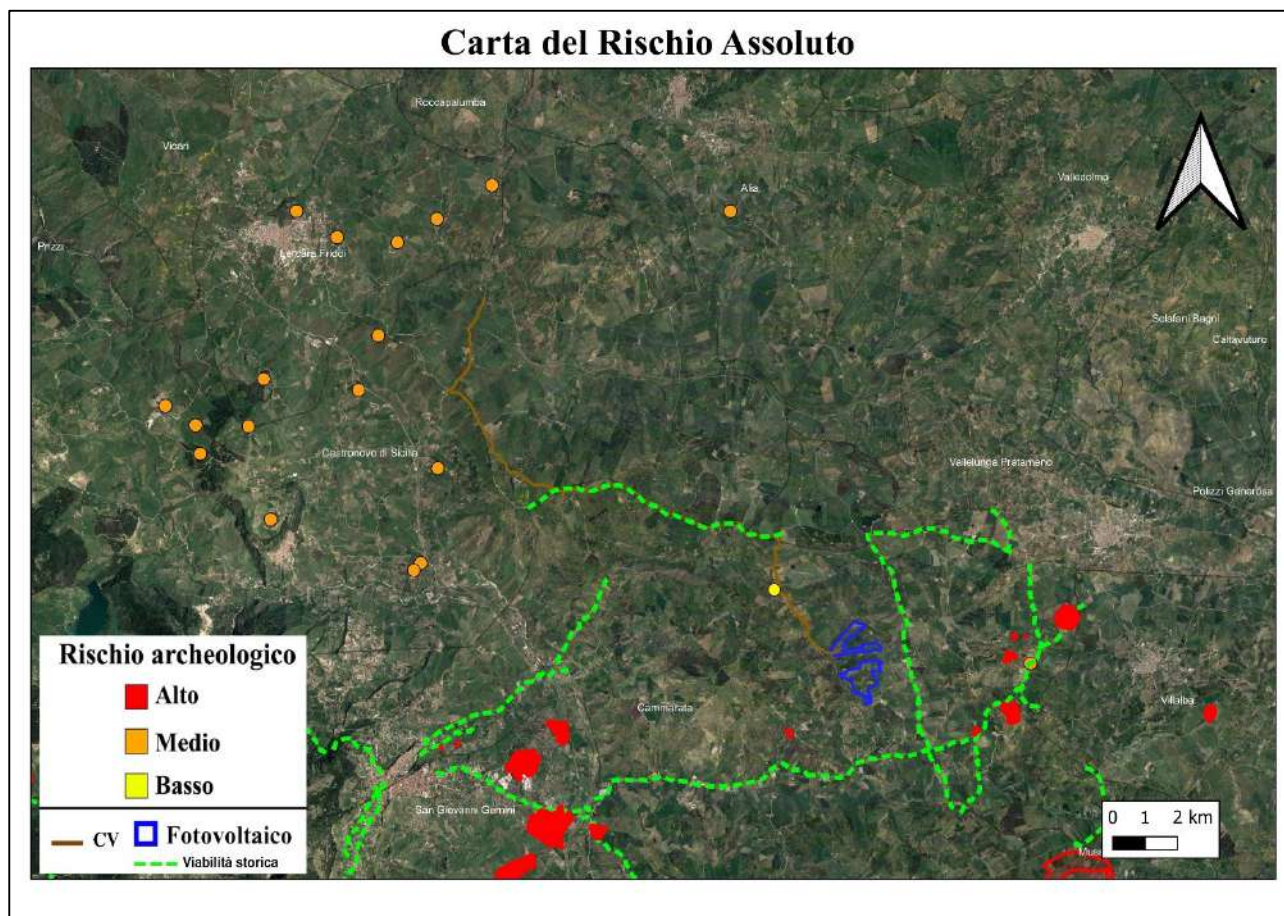 Carta del Rischio Assoluto
Roccapalumba
Vicari
Alia
Valledolmo
Prizzi
Lercara Friddi
Sclafani Bagni
Caltavuturo
Castronovo di Sicilia
Vallelunga Pratameno
Polizzi Generosa
Cammarata
Villalba
San Giovanni Gemini
Rischio archeologico
Alto
Medio
Basso
CV
Fotovoltaico
Viabilità storica
0 1 2 km